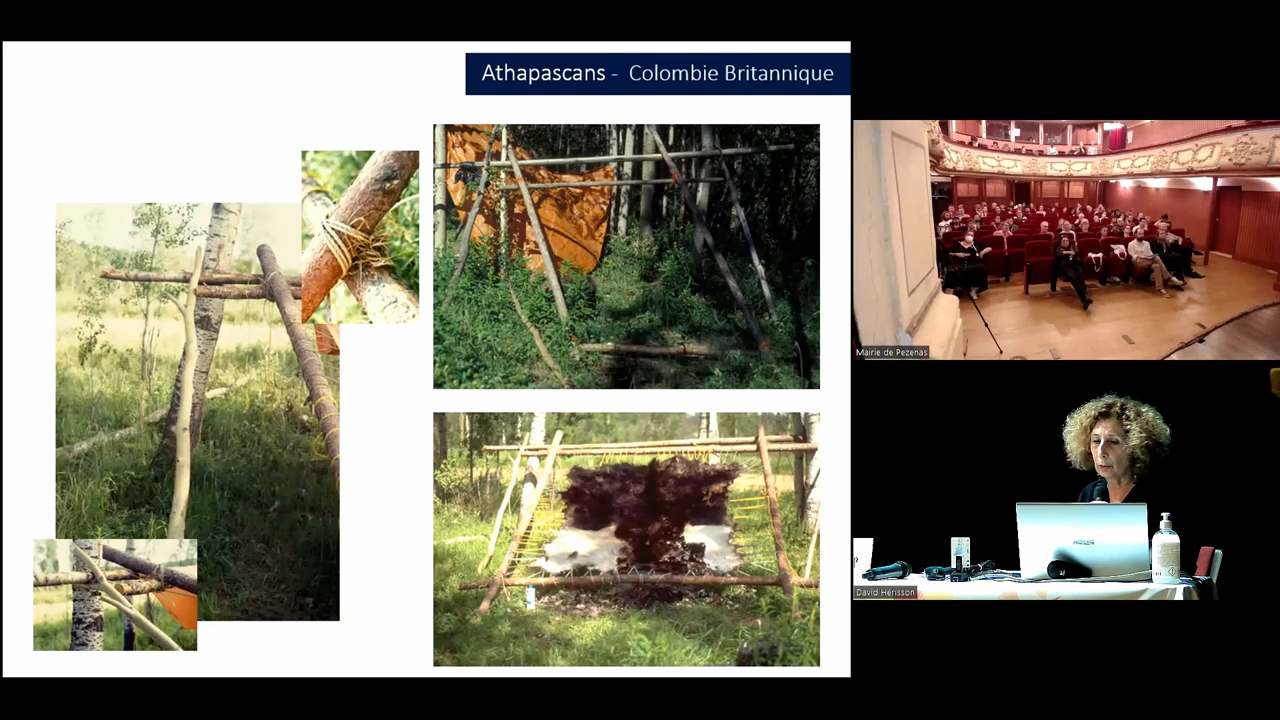 Athapascans - Colombie Britannique
Mairie de Pezenas
David Hérisson